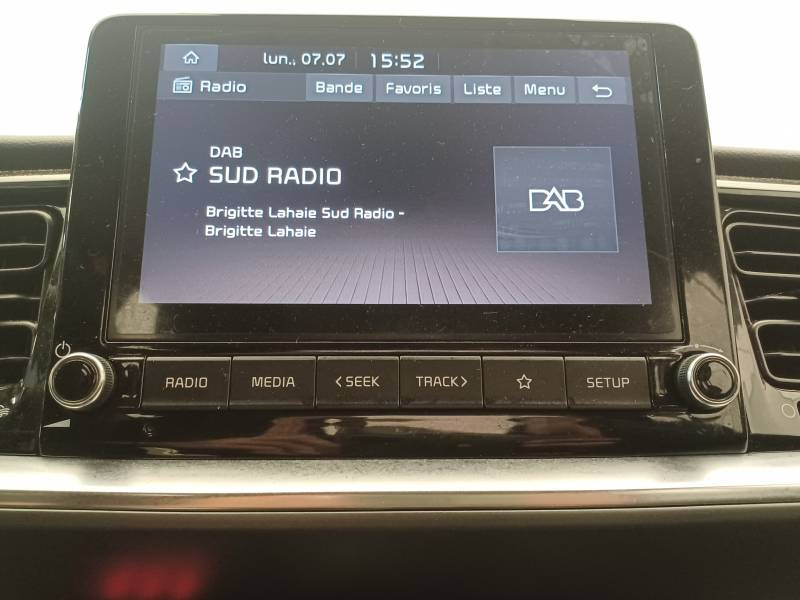 lun., 07.07 15:52
Radio Bande Favoris Liste Menu
DAB
SUD RADIO
Brigitte Lahaie Sud Radio -
Brigitte Lahaie
DAB
RADIO MEDIA < SEEK TRACK > SETUP